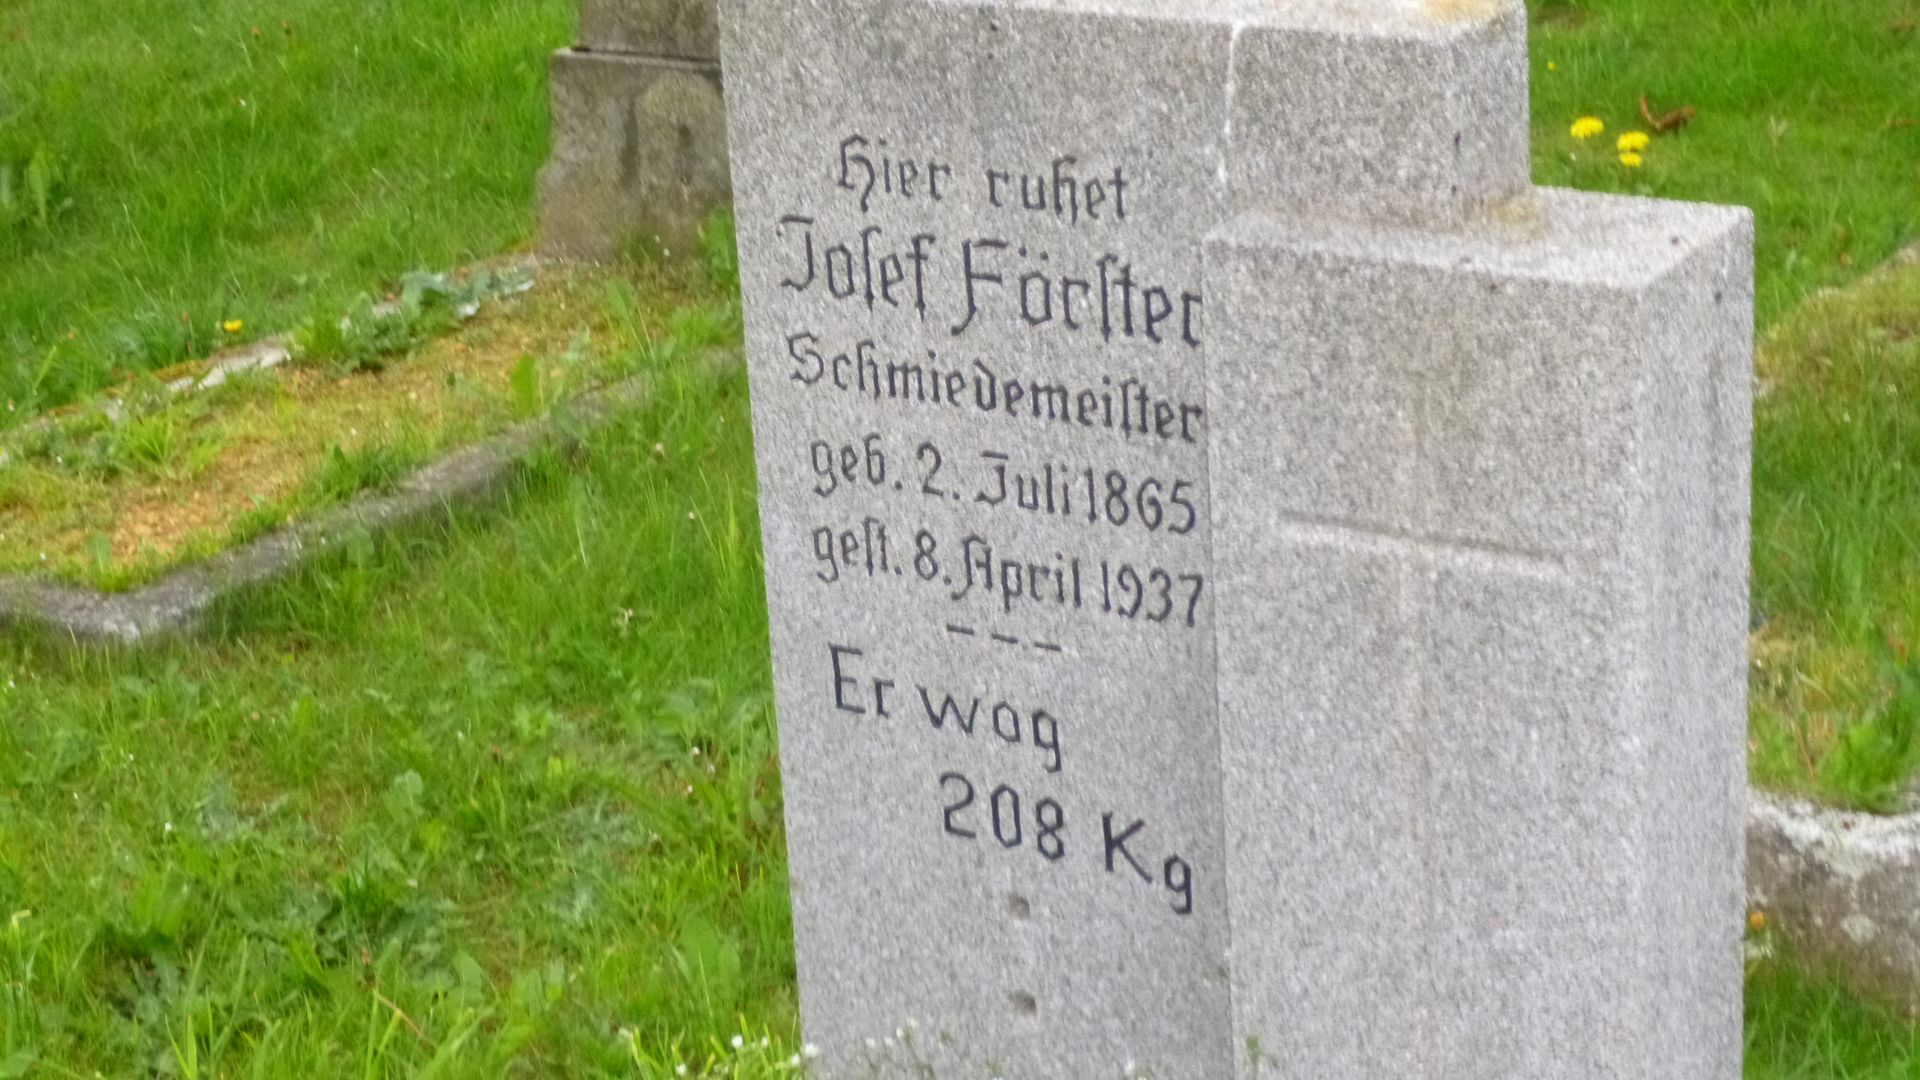 Hier ruhet
Joſef Förſter
Schmiedemeiſter
geb. 2. Juli 1865
geſt. 8. April 1937
– – –
Er wog
208 Kg